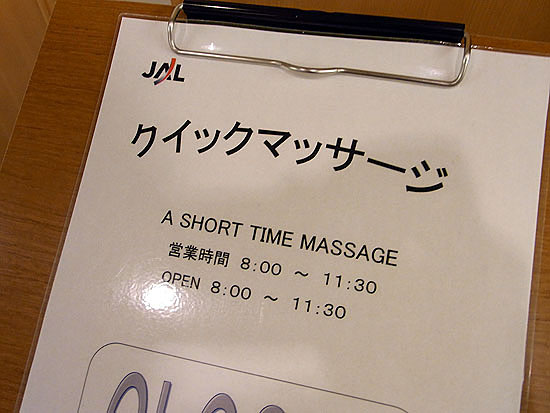 JAL
クイックマッサージ
A SHORT TIME MASSAGE
営業時間 8:00 ～ 11:30
OPEN 8:00 ～ 11:30